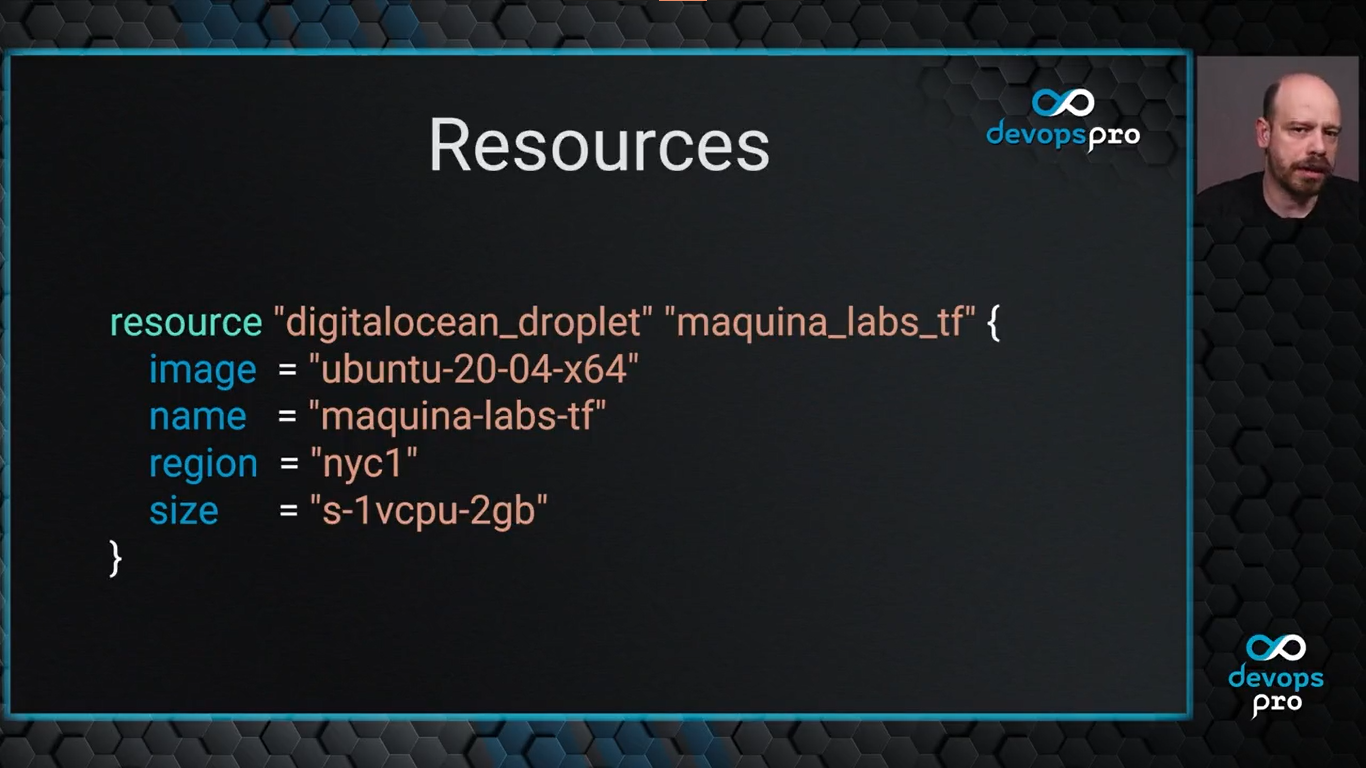 Resources
devopspro
resource "digitalocean_droplet" "maquina_labs_tf" {
image = "ubuntu-20-04-x64"
name = "maquina-labs-tf"
region = "nyc1"
size = "s-1vcpu-2gb"
}
devops
pro